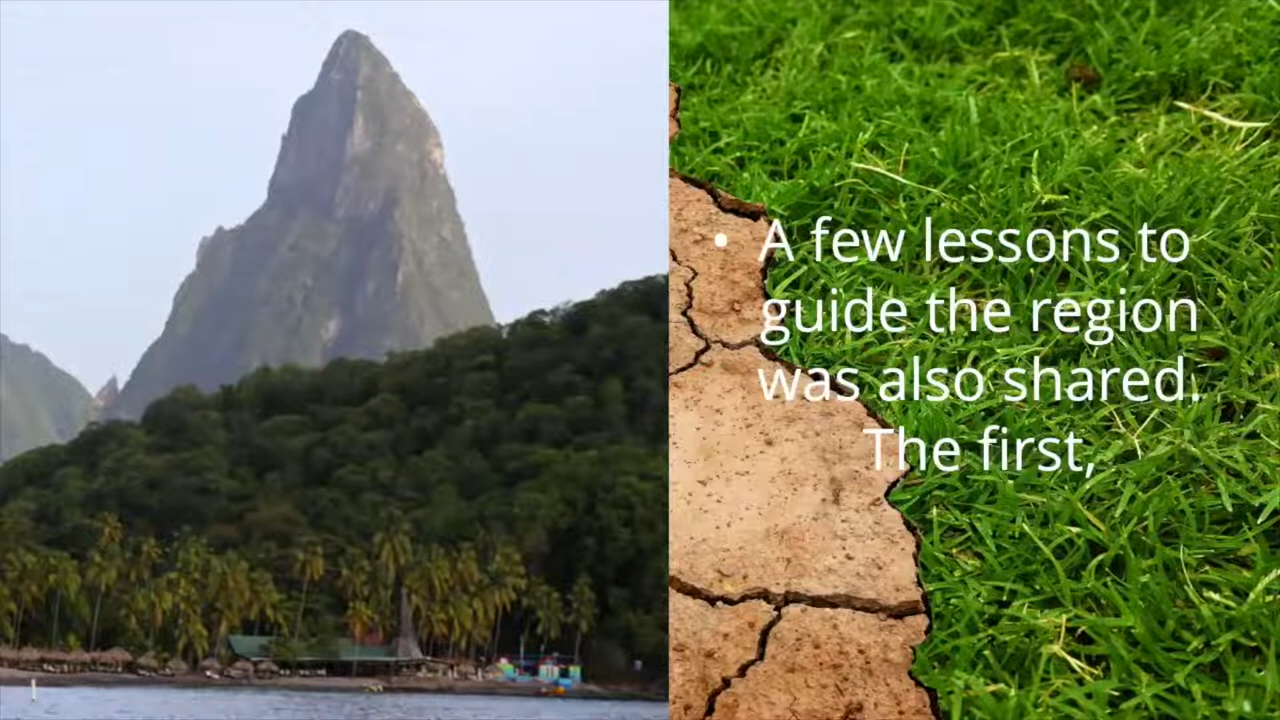 • A few lessons to
guide the region
was also shared.
The first,